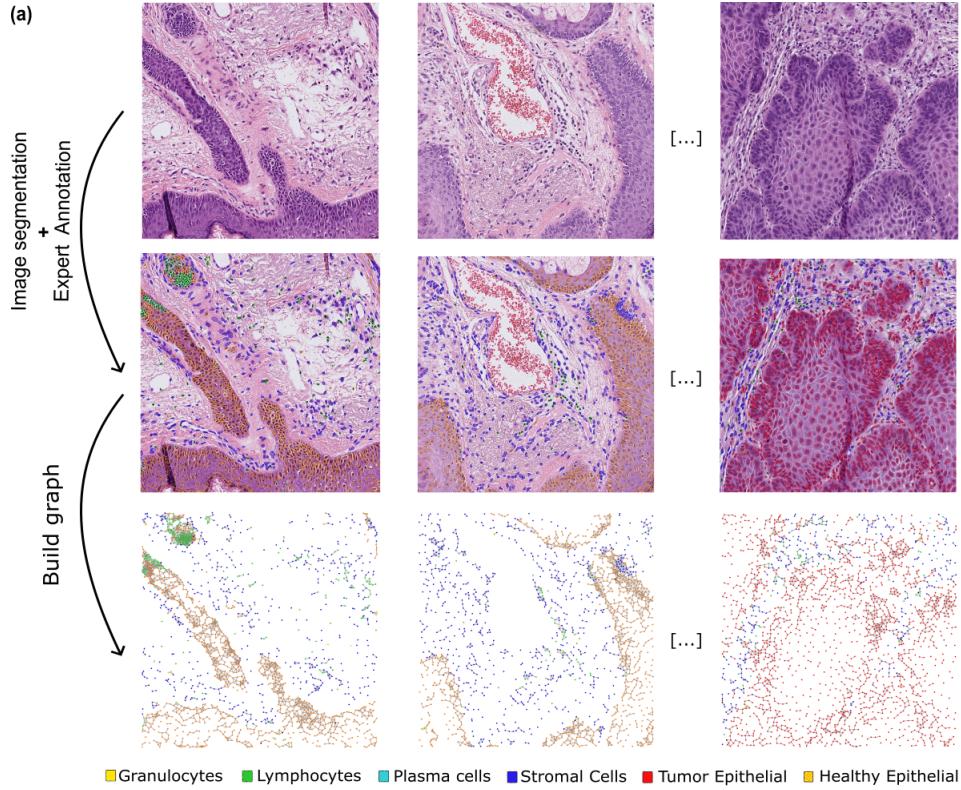 (a)
Image segmentation
+
Expert Annotation
[...]
[...]
Build graph
[...]
Granulocytes Lymphocytes Plasma cells Stromal Cells Tumor Epithelial Healthy Epithelial